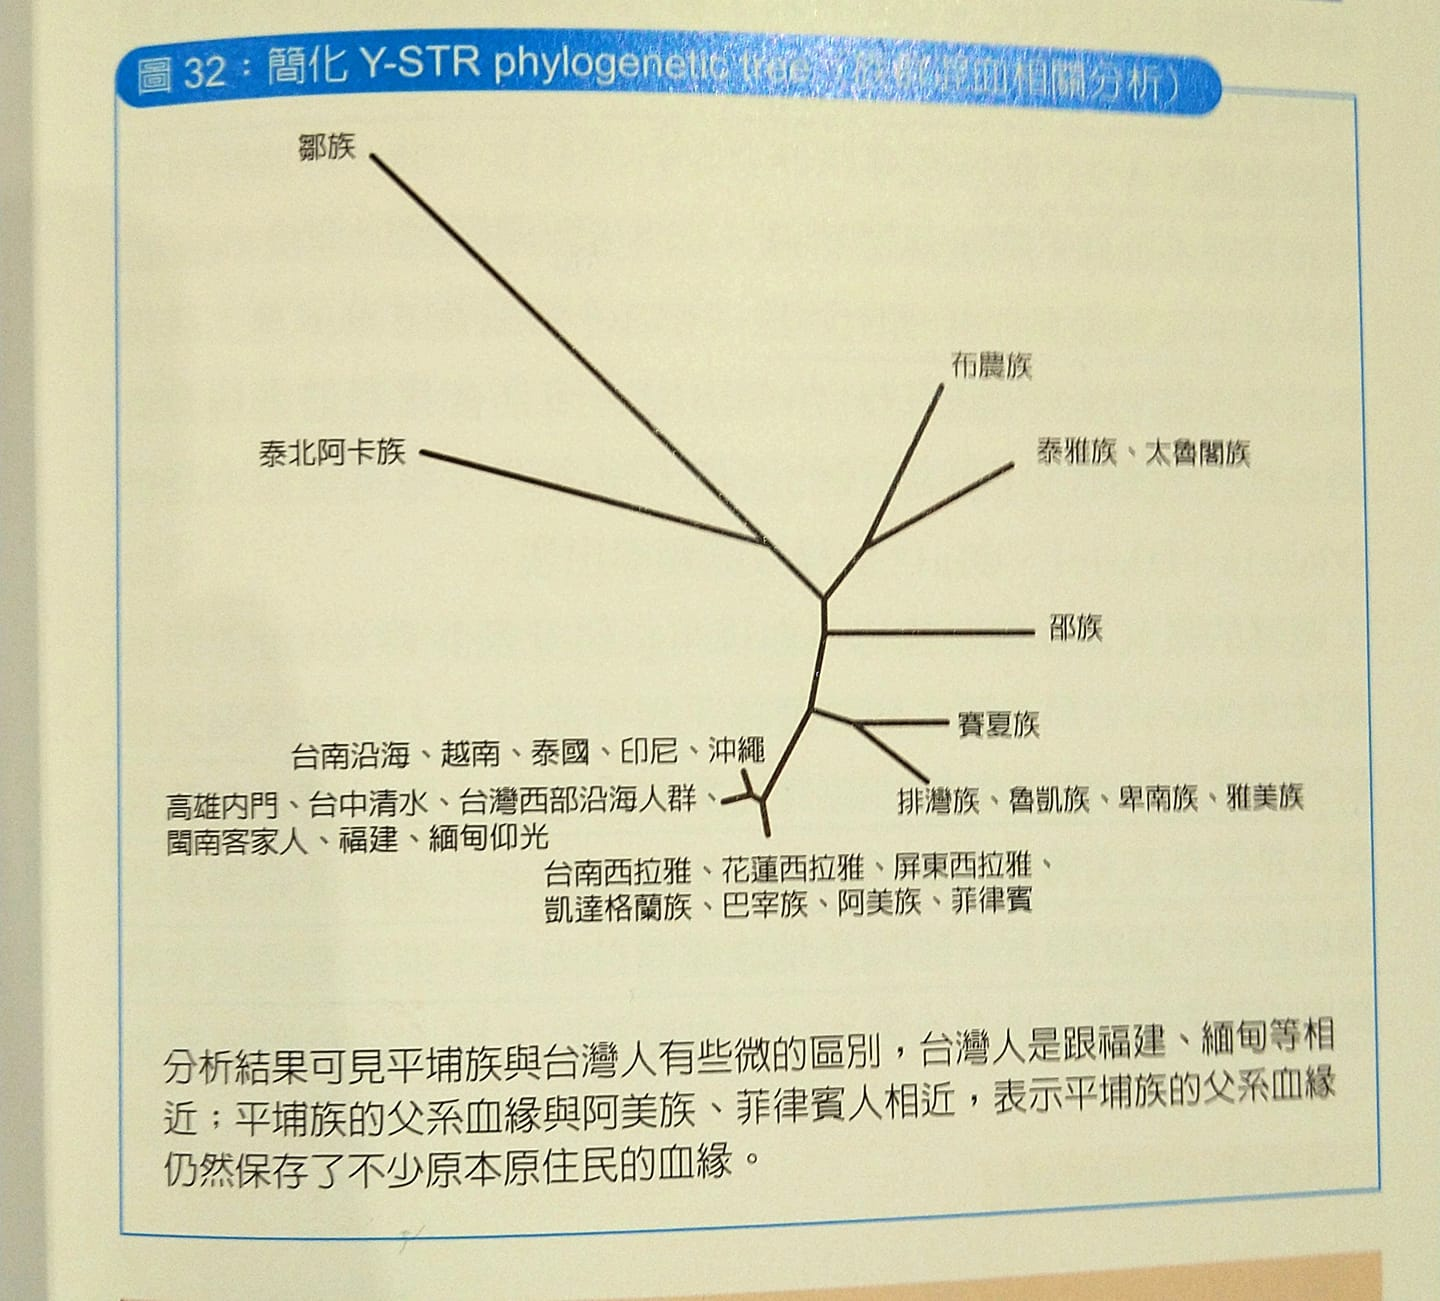 圖 32：簡化 Y-STR phylogenetic tree（族群混血相關分析）
鄒族
布農族
泰北阿卡族
泰雅族、太魯閣族
邵族
賽夏族
台南沿海、越南、泰國、印尼、沖繩
高雄內門、台中清水、台灣西部沿海人群、
閩南客家人、福建、緬甸仰光
排灣族、魯凱族、卑南族、雅美族
台南西拉雅、花蓮西拉雅、屏東西拉雅、
凱達格蘭族、巴宰族、阿美族、菲律賓
分析結果可見平埔族與台灣人有些微的區別，台灣人是跟福建、緬甸等相
近；平埔族的父系血緣與阿美族、菲律賓人相近，表示平埔族的父系血緣
仍然保存了不少原本原住民的血緣。